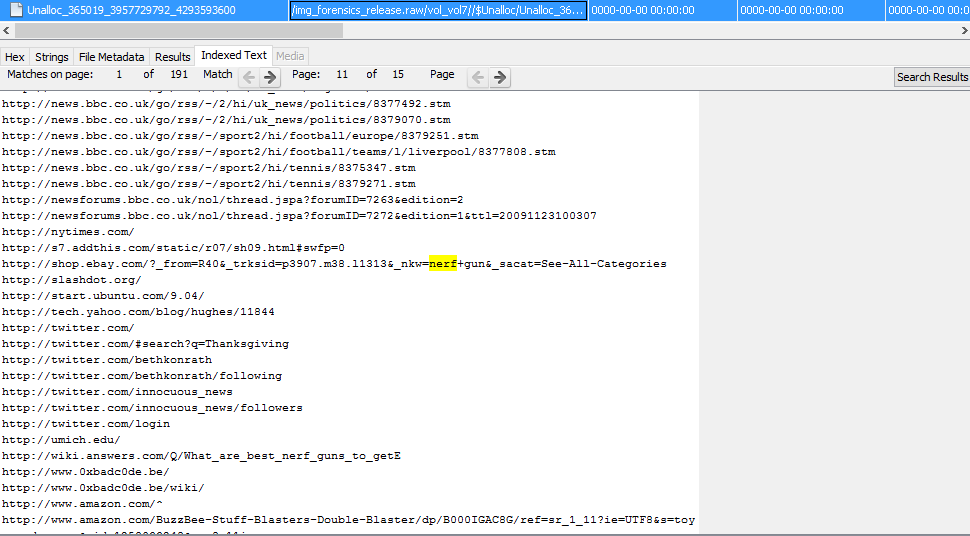 Unalloc_365019_3957729792_4293593600 /img_forensics_release.raw/vol_vol7//$Unalloc/Unalloc_36... 0000-00-00 00:00:00 0000-00-00 00:00:00 0000-00-00 00:00:
Hex Strings File Metadata Results Indexed Text Media
Matches on page: 1 of 191 Match Page: 11 of 15 Page Search Results
http://news.bbc.co.uk/go/rss/-/2/hi/uk_news/politics/8377492.stm
http://news.bbc.co.uk/go/rss/-/2/hi/uk_news/politics/8379070.stm
http://news.bbc.co.uk/go/rss/-/sport2/hi/football/europe/8379251.stm
http://news.bbc.co.uk/go/rss/-/sport2/hi/football/teams/l/liverpool/8377808.stm
http://news.bbc.co.uk/go/rss/-/sport2/hi/tennis/8375347.stm
http://news.bbc.co.uk/go/rss/-/sport2/hi/tennis/8379271.stm
http://newsforums.bbc.co.uk/nol/thread.jspa?forumID=7263&edition=2
http://newsforums.bbc.co.uk/nol/thread.jspa?forumID=7272&edition=1&ttl=20091123100307
http://nytimes.com/
http://s7.addthis.com/static/r07/sh09.html#swfp=0
http://shop.ebay.com/?_from=R40&_trksid=p3907.m38.l1313&_nkw=nerf+gun&_sacat=See-All-Categories
http://slashdot.org/
http://start.ubuntu.com/9.04/
http://tech.yahoo.com/blog/hughes/11844
http://twitter.com/
http://twitter.com/#search?q=Thanksgiving
http://twitter.com/bethkonrath
http://twitter.com/bethkonrath/following
http://twitter.com/innocuous_news
http://twitter.com/innocuous_news/followers
http://twitter.com/login
http://umich.edu/
http://wiki.answers.com/Q/What_are_best_nerf_guns_to_getE
http://www.0xbadc0de.be/
http://www.0xbadc0de.be/wiki/
http://www.amazon.com/^
http://www.amazon.com/BuzzBee-Stuff-Blasters-Double-Blaster/dp/B000IGAC8G/ref=sr_1_11?ie=UTF8&s=toy